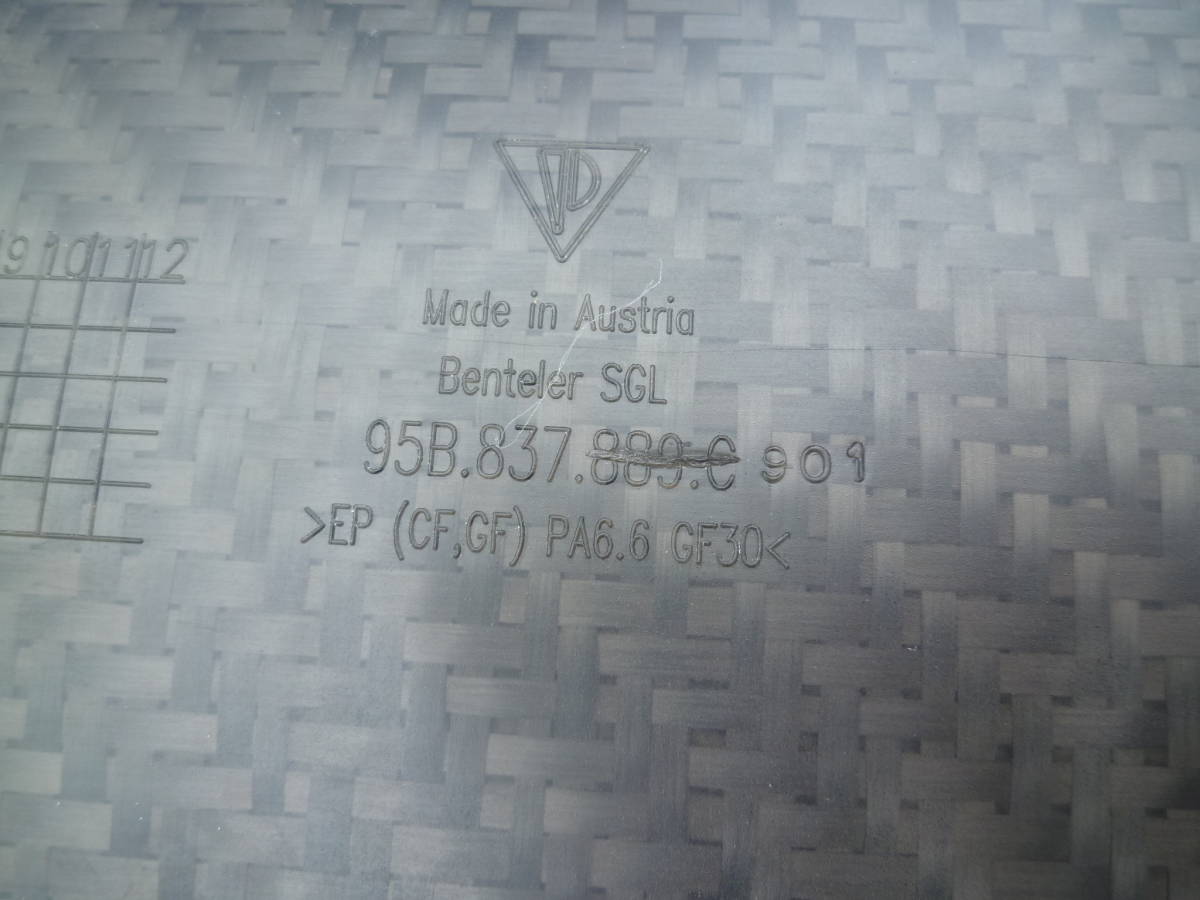 VD
9 10 11 12
Made in Austria
Benteler SGL
95B.837.889.C 901
>EP (CF,GF) PA6.6 GF30<